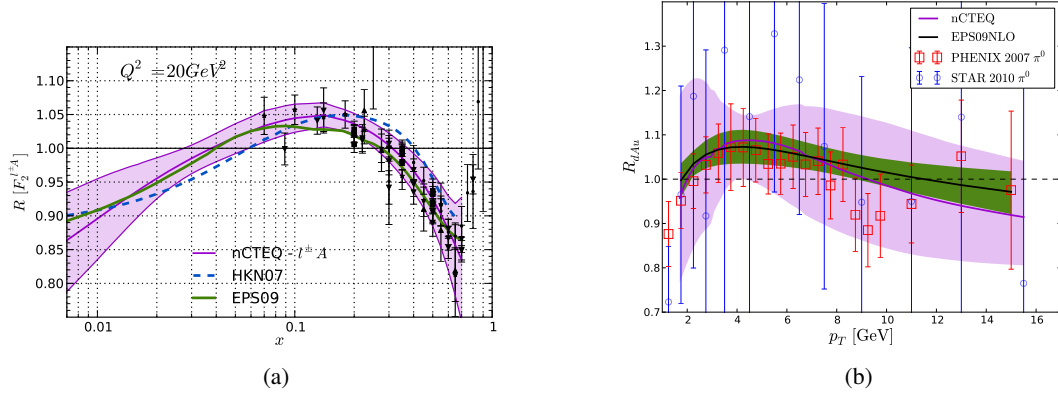 Q² = 20GeV²
1.10
1.05
1.00
0.95
0.90
0.85
0.80
R [F₂^{l±A}]
nCTEQ - l±A
HKN07
EPS09
0.01
0.1
1
x
(a)
nCTEQ
EPS09NLO
PHENIX 2007 π⁰
STAR 2010 π⁰
1.3
1.2
1.1
1.0
0.9
0.8
0.7
R_{dAu}
2
4
6
8
10
12
14
16
p_T [GeV]
(b)